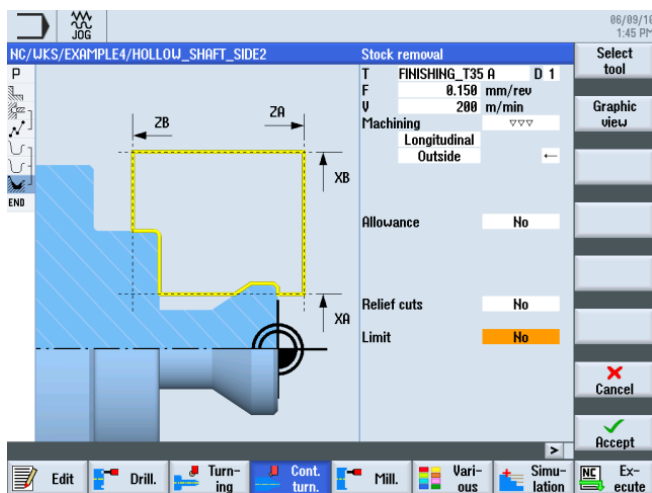 JOG
06/09/16
1:45 PM
NC/WKS/EXAMPLE4/HOLLOW_SHAFT_SIDE2
Stock removal
Select tool
P
END
ZB
ZA
XB
XA
T FINISHING_T35 A D 1
F 0.150 mm/rev
V 200 m/min
Machining ▽▽▽
Longitudinal
Outside ←
Allowance No
Relief cuts No
Limit No
Graphic view
Cancel
Accept
>
Edit
Drill.
Turn-
ing
Cont.
turn.
Mill.
Vari-
ous
Simu-
lation
NC
Ex-
ecute